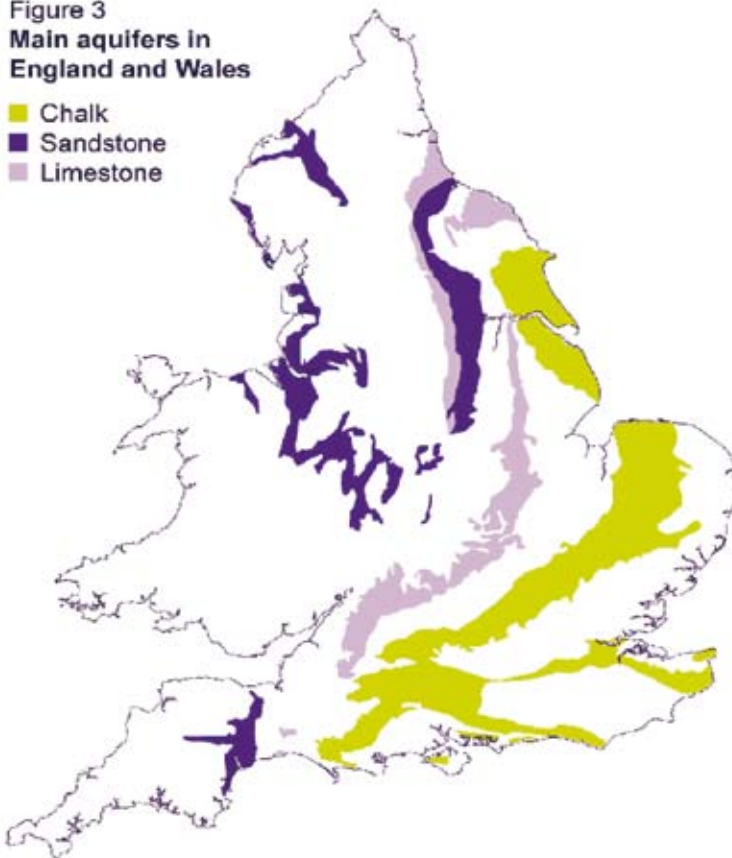 Figure 3
Main aquifers in
England and Wales
Chalk
Sandstone
Limestone